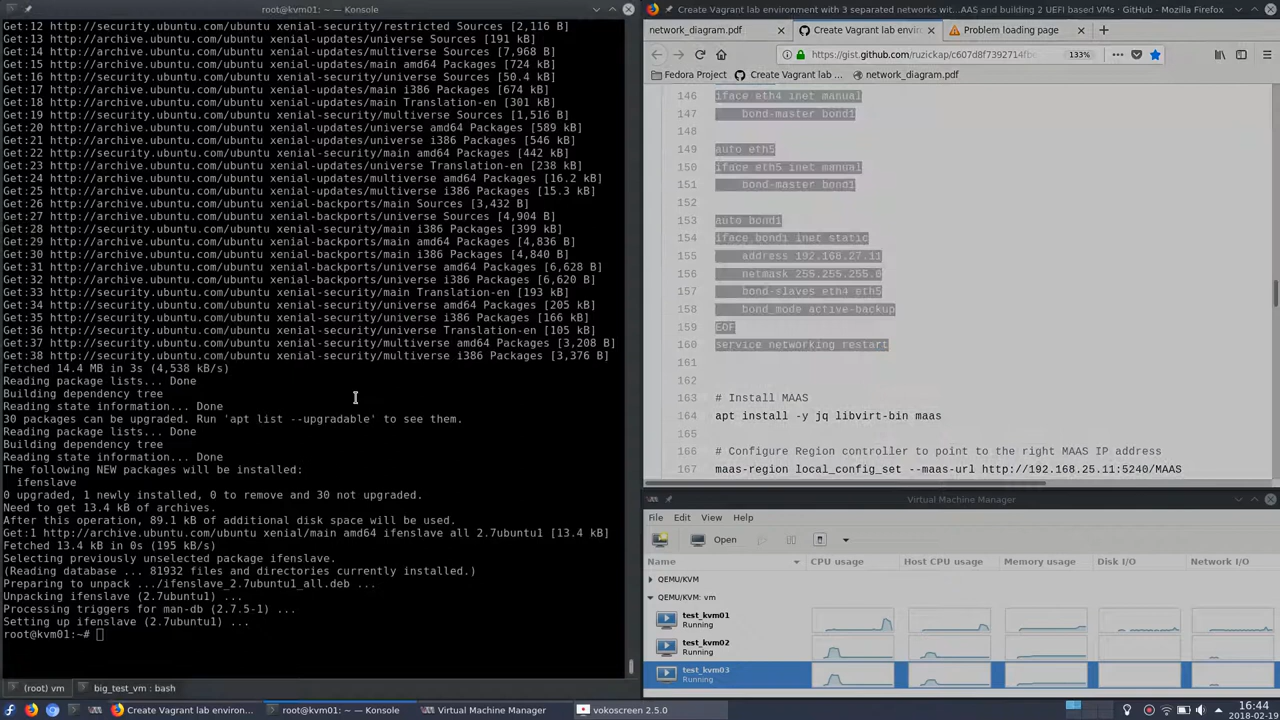 root@kvm01: ~ — Konsole
Get:12 http://security.ubuntu.com/ubuntu xenial-security/restricted Sources [2,116 B]
Get:13 http://archive.ubuntu.com/ubuntu xenial-updates/universe Sources [191 kB]
Get:14 http://archive.ubuntu.com/ubuntu xenial-updates/multiverse Sources [7,968 B]
Get:15 http://archive.ubuntu.com/ubuntu xenial-updates/main amd64 Packages [724 kB]
Get:16 http://security.ubuntu.com/ubuntu xenial-security/universe Sources [50.4 kB]
Get:17 http://archive.ubuntu.com/ubuntu xenial-updates/main i386 Packages [674 kB]
Get:18 http://archive.ubuntu.com/ubuntu xenial-updates/main Translation-en [301 kB]
Get:19 http://security.ubuntu.com/ubuntu xenial-security/multiverse Sources [1,516 B]
Get:20 http://archive.ubuntu.com/ubuntu xenial-updates/universe amd64 Packages [589 kB]
Get:21 http://archive.ubuntu.com/ubuntu xenial-updates/universe i386 Packages [546 kB]
Get:22 http://security.ubuntu.com/ubuntu xenial-security/main amd64 Packages [442 kB]
Get:23 http://archive.ubuntu.com/ubuntu xenial-updates/universe Translation-en [238 kB]
Get:24 http://archive.ubuntu.com/ubuntu xenial-updates/multiverse amd64 Packages [16.2 kB]
Get:25 http://archive.ubuntu.com/ubuntu xenial-updates/multiverse i386 Packages [15.3 kB]
Get:26 http://archive.ubuntu.com/ubuntu xenial-backports/main Sources [3,432 B]
Get:27 http://archive.ubuntu.com/ubuntu xenial-backports/universe Sources [4,904 B]
Get:28 http://security.ubuntu.com/ubuntu xenial-security/main i386 Packages [399 kB]
Get:29 http://archive.ubuntu.com/ubuntu xenial-backports/main amd64 Packages [4,836 B]
Get:30 http://archive.ubuntu.com/ubuntu xenial-backports/main i386 Packages [4,840 B]
Get:31 http://archive.ubuntu.com/ubuntu xenial-backports/universe amd64 Packages [6,628 kB]
Get:32 http://archive.ubuntu.com/ubuntu xenial-backports/universe i386 Packages [6,620 kB]
Get:33 http://security.ubuntu.com/ubuntu xenial-security/main Translation-en [193 kB]
Get:34 http://security.ubuntu.com/ubuntu xenial-security/universe amd64 Packages [205 kB]
Get:35 http://security.ubuntu.com/ubuntu xenial-security/universe i386 Packages [166 kB]
Get:36 http://security.ubuntu.com/ubuntu xenial-security/universe Translation-en [105 kB]
Get:37 http://security.ubuntu.com/ubuntu xenial-security/multiverse amd64 Packages [3,208 B]
Get:38 http://security.ubuntu.com/ubuntu xenial-security/multiverse i386 Packages [3,376 B]
Fetched 14.4 MB in 3s (4,538 kB/s)
Reading package lists... Done
Building dependency tree
Reading state information... Done
30 packages can be upgraded. Run 'apt list --upgradable' to see them.
Reading package lists... Done
Building dependency tree
Reading state information... Done
The following NEW packages will be installed:
ifenslave
0 upgraded, 1 newly installed, 0 to remove and 30 not upgraded.
Need to get 13.4 kB of archives.
After this operation, 89.1 kB of additional disk space will be used.
Get:1 http://archive.ubuntu.com/ubuntu xenial/main amd64 ifenslave all 2.7ubuntu1 [13.4 kB]
Fetched 13.4 kB in 0s (195 kB/s)
Selecting previously unselected package ifenslave.
(Reading database ... 81932 files and directories currently installed.)
Preparing to unpack .../ifenslave_2.7ubuntu1_all.deb ...
Unpacking ifenslave (2.7ubuntu1) ...
Processing triggers for man-db (2.7.5-1) ...
Setting up ifenslave (2.7ubuntu1) ...
root@kvm01:~#
(root) vm
big_test_vm : bash
Create Vagrant lab environment with 3 separated networks wit...AAS and building 2 UEFI based VMs · GitHub - Mozilla Firefox
network_diagram.pdf
Create Vagrant lab environ
Problem loading page
https://gist.github.com/ruzickap/c607d8f7392714fb
133%
Fedora Project
Create Vagrant lab ...
network_diagram.pdf
146 iface eth4 inet manual
147 bond-master bond1
148
149 auto eth5
150 iface eth5 inet manual
151 bond-master bond1
152
153 auto bond1
154 iface bond1 inet static
155 address 192.168.27.11
156 netmask 255.255.255.0
157 bond-slaves eth4 eth5
158 bond_mode active-backup
159 EOF
160 service networking restart
161
162
163 # Install MAAS
164 apt install -y jq libvirt-bin maas
165
166 # Configure Region controller to point to the right MAAS IP address
167 maas-region local_config_set --maas-url http://192.168.25.11:5240/MAAS
Virtual Machine Manager
File Edit View Help
Open
Name CPU usage Host CPU usage Memory usage Disk I/O Network I/O
QEMU/KVM
QEMU/KVM: vm
test_kvm01
Running
test_kvm02
Running
test_kvm03
Running
Create Vagrant lab environ...
root@kvm01: ~ — Konsole
Virtual Machine Manager
vokoscreen 2.5.0
16:44
2018-02-19